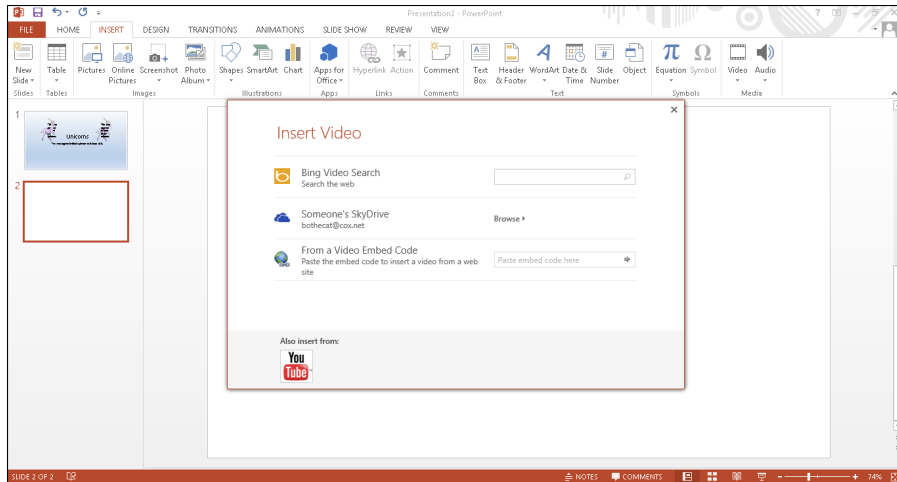 Presentation2 - PowerPoint
FILE HOME INSERT DESIGN TRANSITIONS ANIMATIONS SLIDE SHOW REVIEW VIEW
New Slide Table Pictures Online Pictures Screenshot Photo Album Shapes SmartArt Chart Apps for Office Hyperlink Action Comment Text Box Header & Footer WordArt Date & Time Slide Number Object Equation Symbol Video Audio
Slides Tables Images Illustrations Apps Links Comments Text Symbols Media
1
Unicorns
2
Insert Video
Bing Video Search
Search the web
Someone's SkyDrive
bothecat@cox.net
Browse
From a Video Embed Code
Paste the embed code to insert a video from a web
site
Paste embed code here
Also insert from:
You
Tube
SLIDE 2 OF 2 NOTES COMMENTS 74%